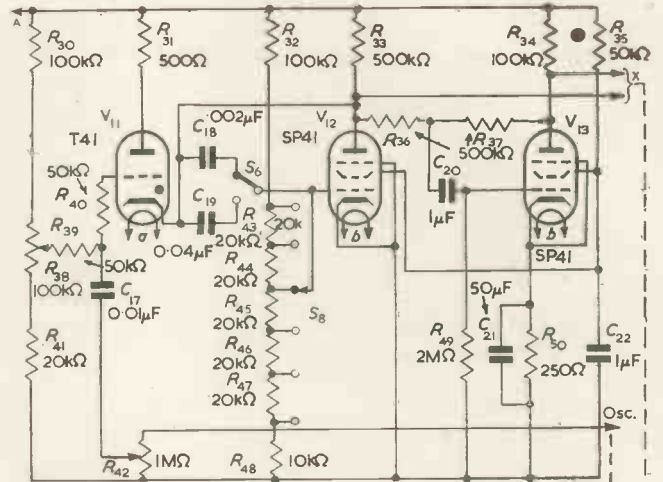 A
R30
100kΩ
R31
500Ω
R32
100kΩ
R33
500kΩ
R34
100kΩ
R35
50kΩ
X
V11
T41
C18
.002μF
V12
SP41
R36
R37
500kΩ
V13
S6
C20
1μF
50kΩ
R40
a
C19
0.04μF
R43
20kΩ
20k
b
b
SP41
R39
50kΩ
R38
100kΩ
C17
0.01μF
R44
20kΩ
S8
R45
20kΩ
R46
20kΩ
R47
20kΩ
50μF
C21
R41
20kΩ
R49
2MΩ
R50
250Ω
C22
1μF
Osc.
R42
1MΩ
R48
10kΩ